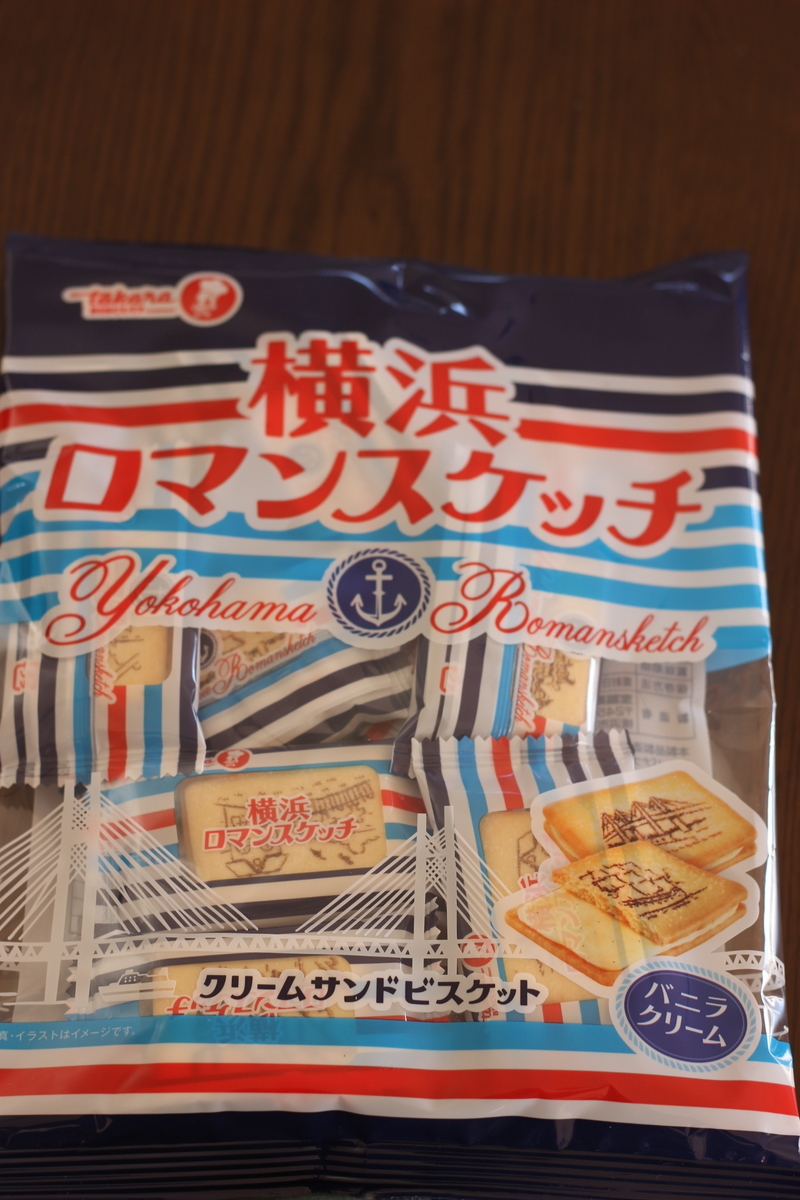 takara
横浜
ロマンスケッチ
Yokohama Romansketch
Romansketch
横浜
ロマンスケッチ
クリームサンドビスケット
バニラ
クリーム
写真・イラストはイメージです。